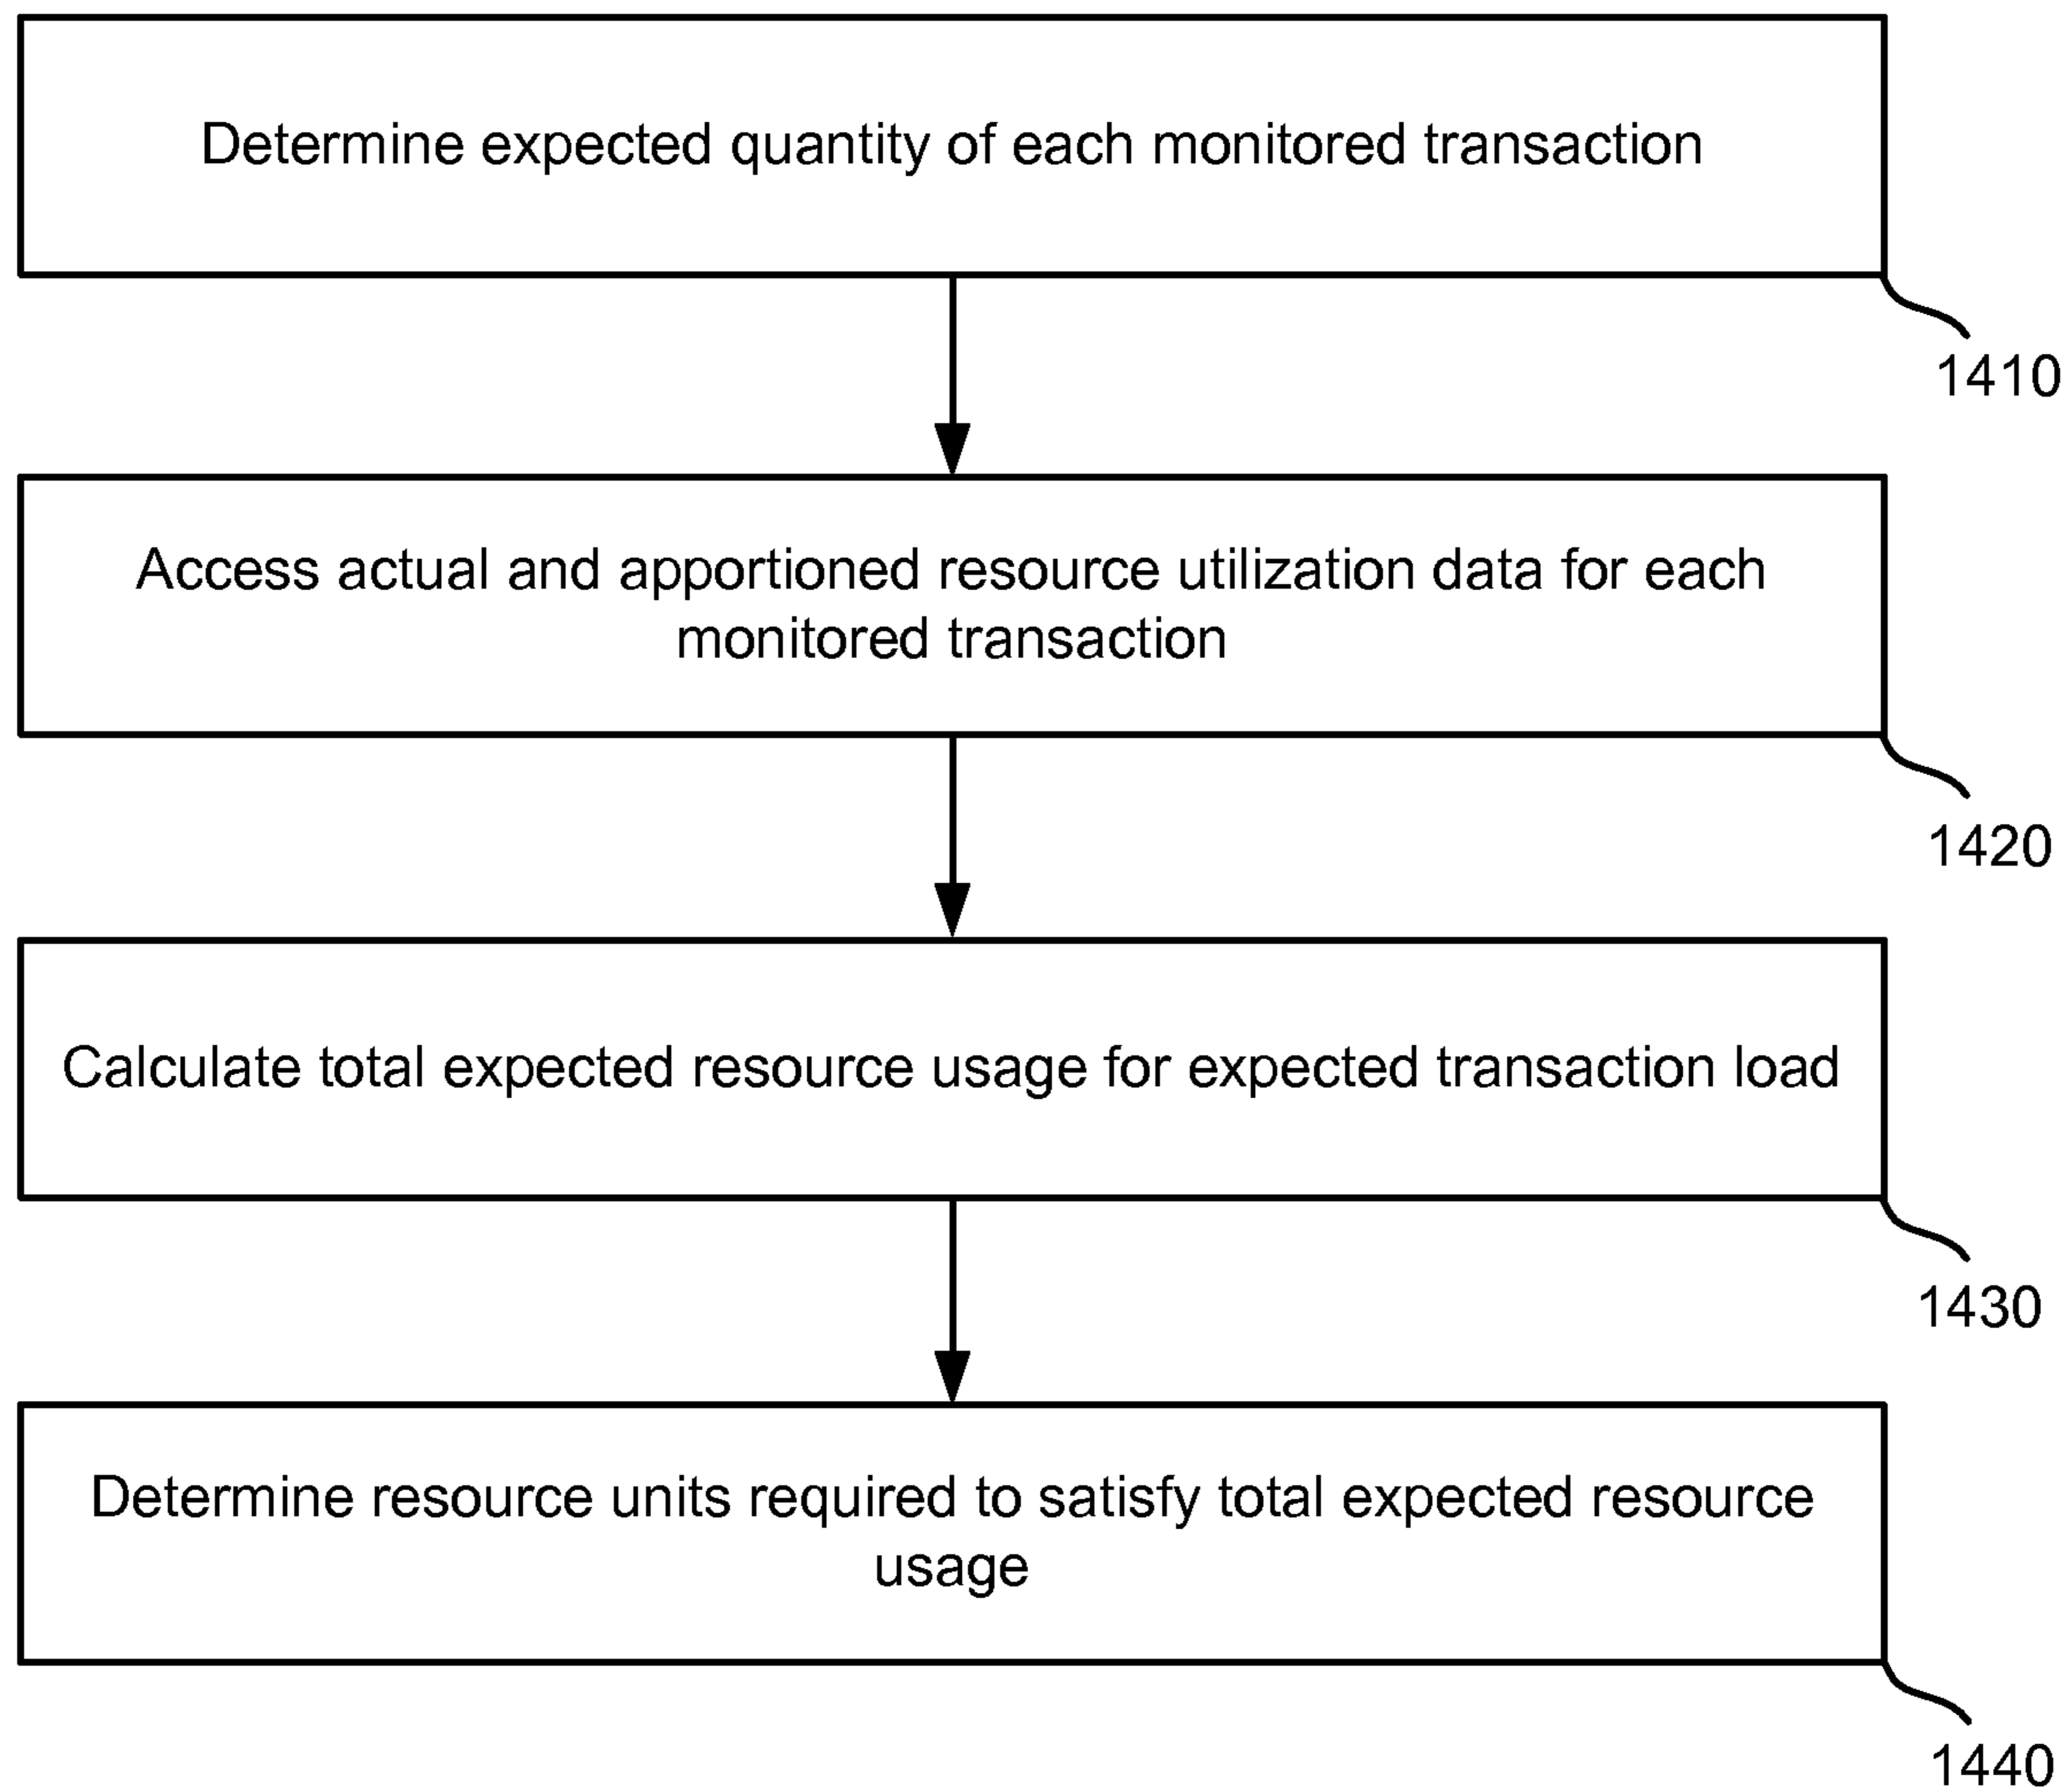 Determine expected quantity of each monitored transaction
1410
Access actual and apportioned resource utilization data for each
monitored transaction
1420
Calculate total expected resource usage for expected transaction load
1430
Determine resource units required to satisfy total expected resource
usage
1440